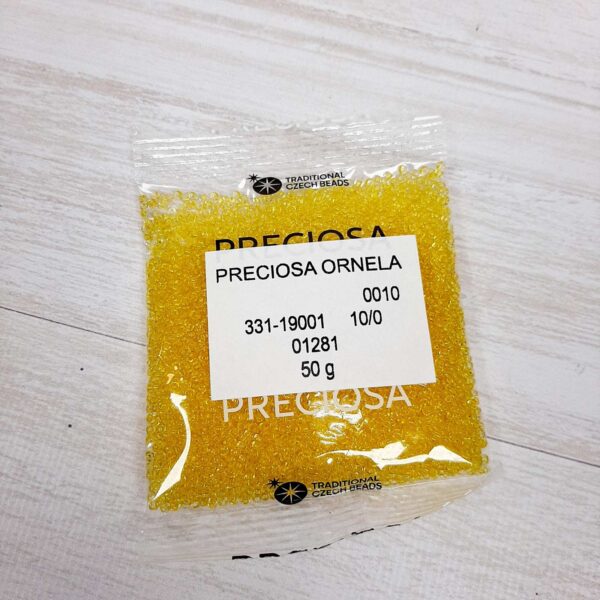 TRADITIONAL
CZECH BEADS
PRECIOSA
PRECIOSA ORNELA
0010
331-19001 10/0
01281
50 g
PRECIOSA
TRADITIONAL
CZECH BEADS